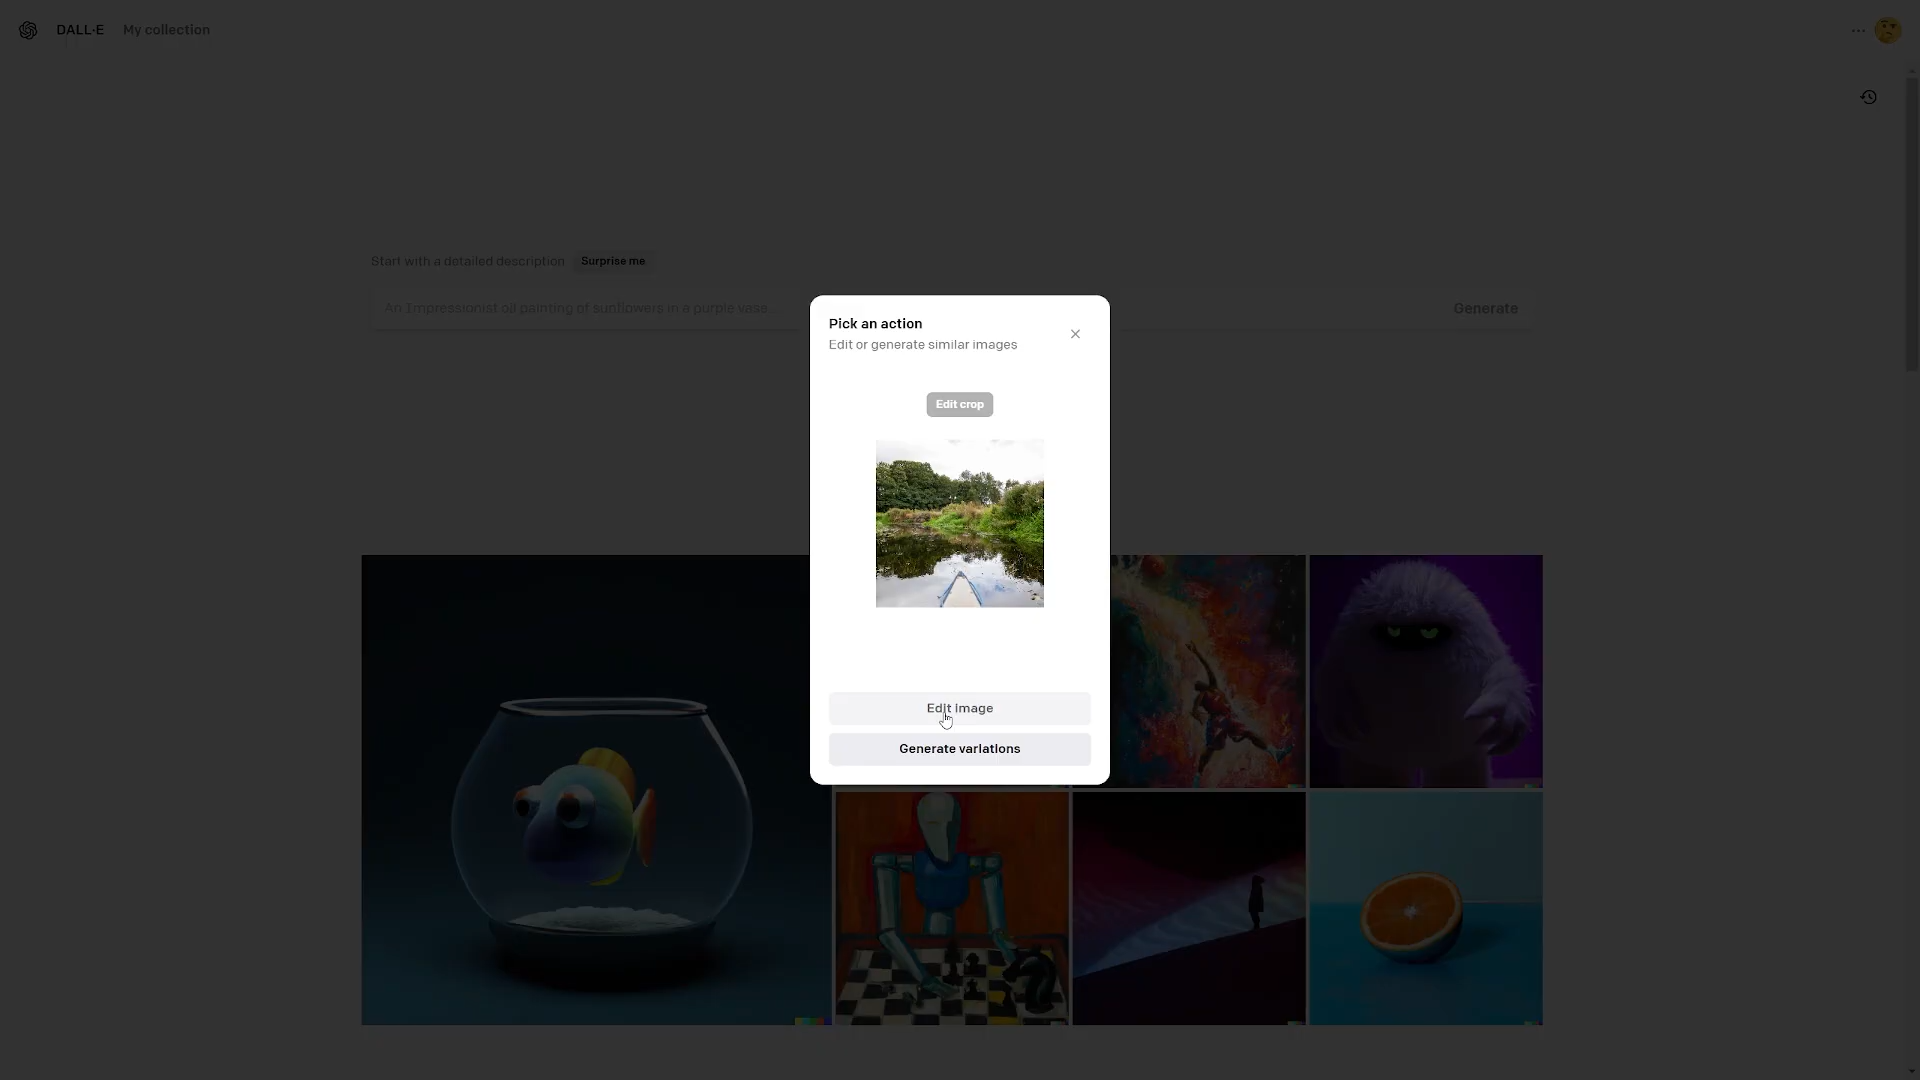 DALL·E
My collection
Start with a detailed description
Surprise me
An Impressionist oil painting of sunflowers in a purple vase...
Generate
Pick an action
Edit or generate similar images
Edit crop
Edit image
Generate variations